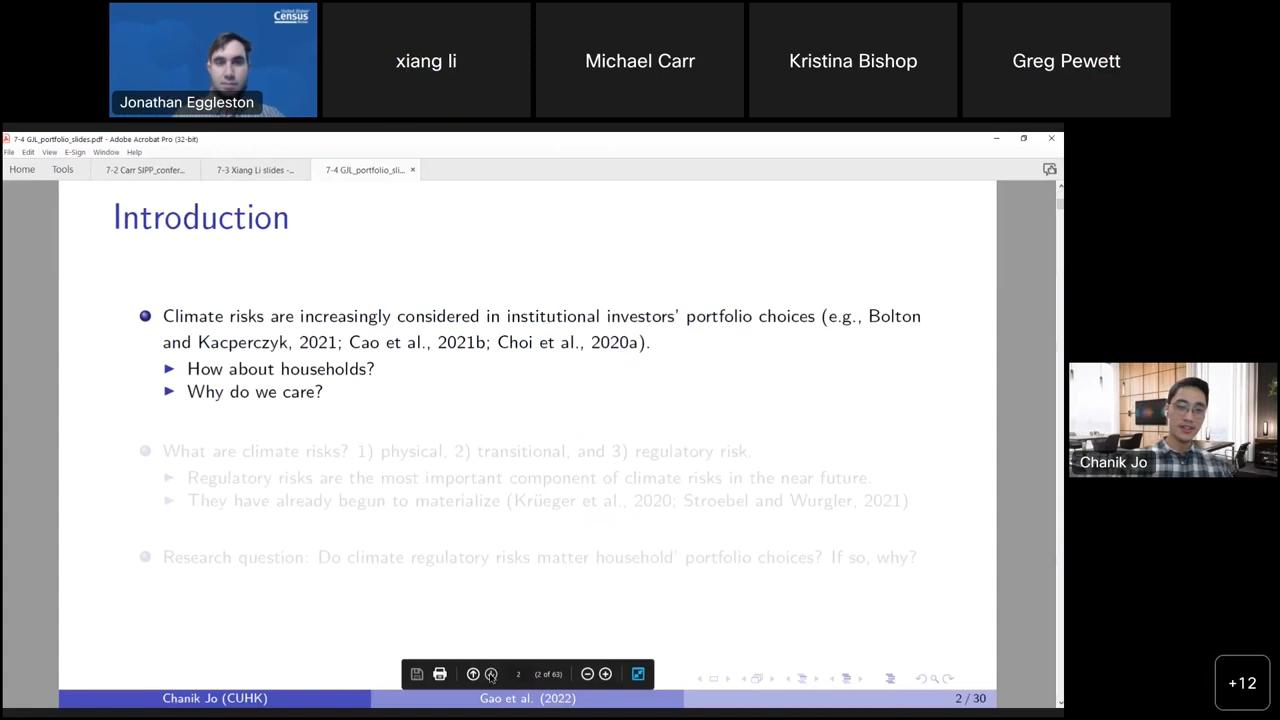 United States
Census
Bureau
Jonathan Eggleston
xiang li
Michael Carr
Kristina Bishop
Greg Pewett
7-4 GJL_portfolio_slides.pdf - Adobe Acrobat Pro (32-bit)
File Edit View E-Sign Window Help
Home Tools 7-2 Carr SIPP_confer... 7-3 Xiang Li slides -... 7-4 GJL_portfolio_sli... ×
Introduction
Climate risks are increasingly considered in institutional investors' portfolio choices (e.g., Bolton
and Kacperczyk, 2021; Cao et al., 2021b; Choi et al., 2020a).
How about households?
Why do we care?
What are climate risks? 1) physical, 2) transitional, and 3) regulatory risk.
Regulatory risks are the most important component of climate risks in the near future.
They have already begun to materialize (Krüeger et al., 2020; Stroebel and Wurgler, 2021)
Research question: Do climate regulatory risks matter household' portfolio choices? If so, why?
2 (2 of 63)
Chanik Jo (CUHK) Gao et al. (2022) 2 / 30
Chanik Jo
+12